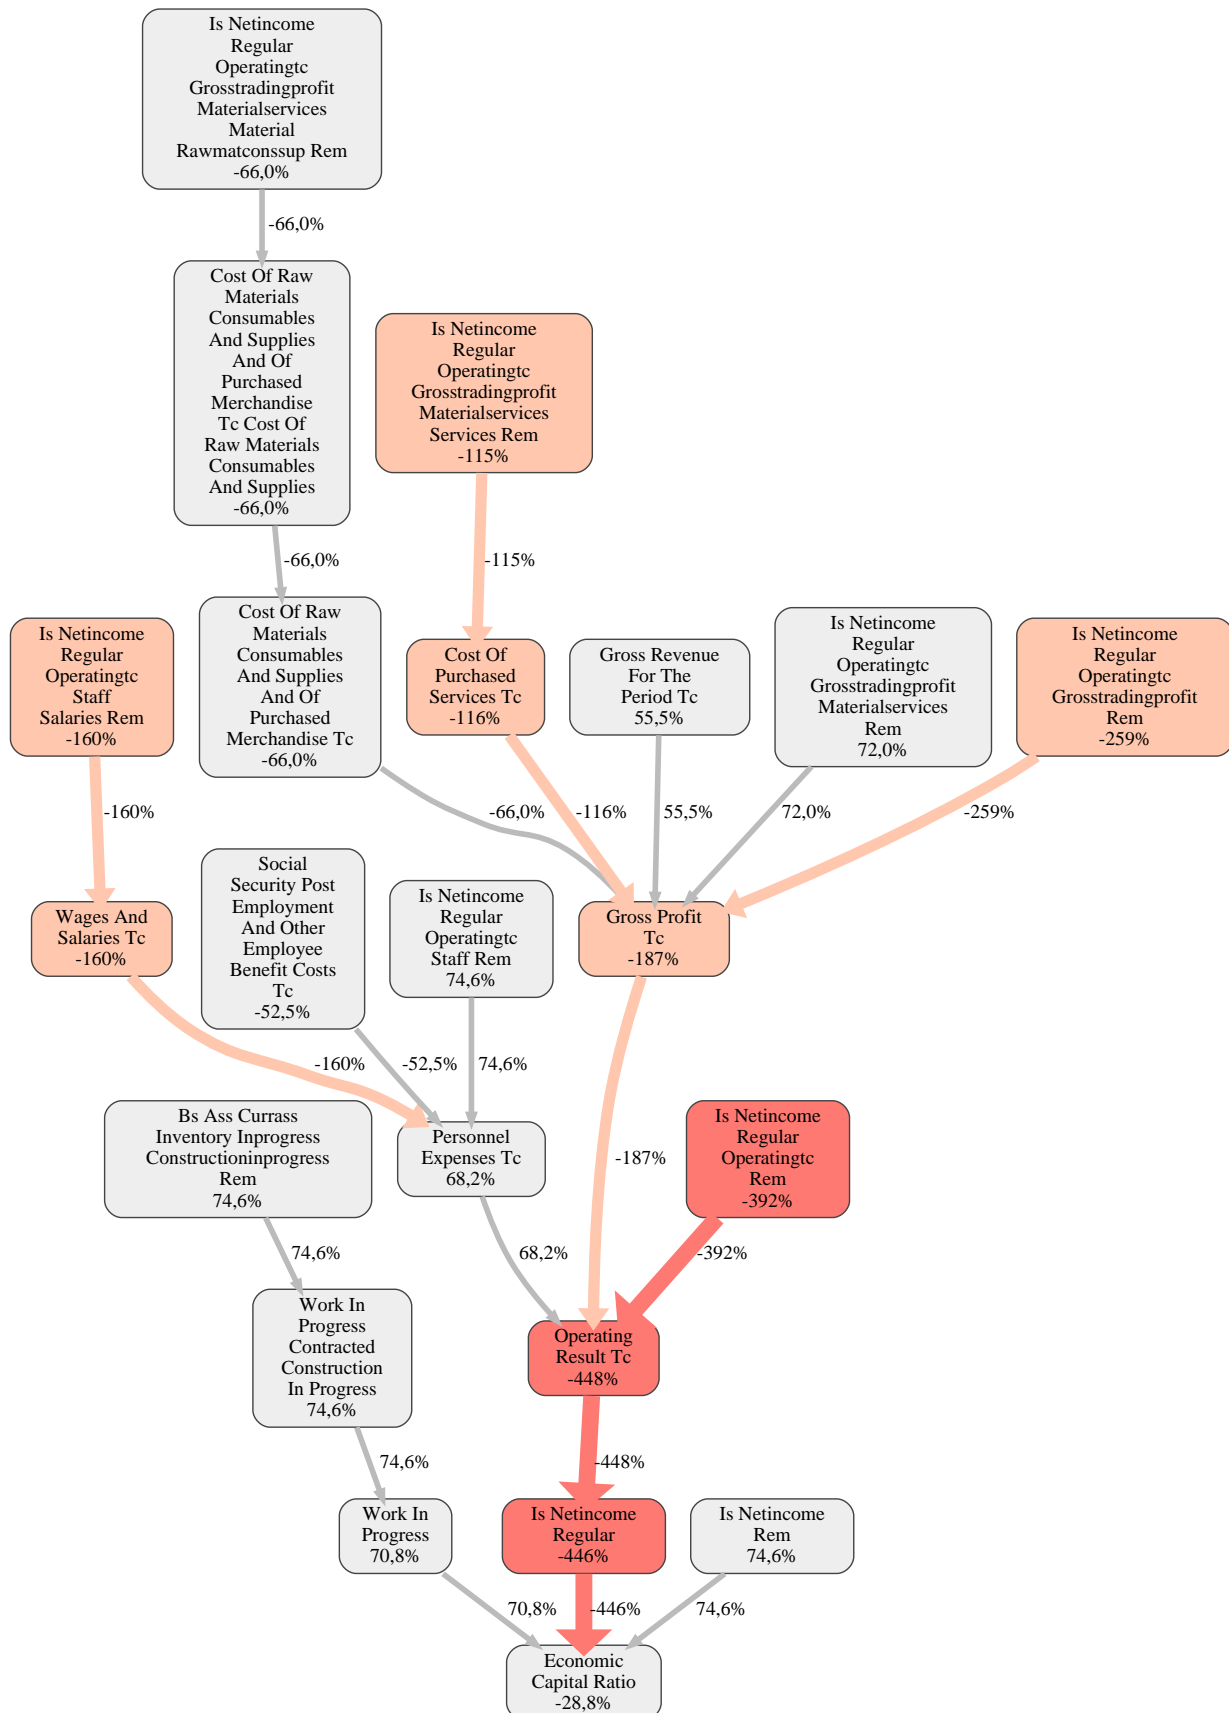 Is Netincome
Regular
Operatingtc
Grosstradingprofit
Materialservices
Material
Rawmatconssup Rem
-66,0%
-66,0%
Cost Of Raw
Materials
Consumables
And Supplies
And Of
Purchased
Merchandise
Tc Cost Of
Raw Materials
Consumables
And Supplies
-66,0%
Is Netincome
Regular
Operatingtc
Grosstradingprofit
Materialservices
Services Rem
-115%
-66,0%
-115%
Is Netincome
Regular
Operatingtc
Staff
Salaries Rem
-160%
Cost Of Raw
Materials
Consumables
And Supplies
And Of
Purchased
Merchandise Tc
-66,0%
Cost Of
Purchased
Services Tc
-116%
Gross Revenue
For The
Period Tc
55,5%
Is Netincome
Regular
Operatingtc
Grosstradingprofit
Materialservices
Rem
72,0%
Is Netincome
Regular
Operatingtc
Grosstradingprofit
Rem
-259%
-160%
-66,0%
-116%
55,5%
72,0%
-259%
Wages And
Salaries Tc
-160%
Social
Security Post
Employment
And Other
Employee
Benefit Costs
Tc
-52,5%
Is Netincome
Regular
Operatingtc
Staff Rem
74,6%
Gross Profit
Tc
-187%
-160%
-52,5%
74,6%
Bs Ass Currass
Inventory Inprogress
Constructioninprogress
Rem
74,6%
Personnel
Expenses Tc
68,2%
-187%
Is Netincome
Regular
Operatingtc
Rem
-392%
74,6%
68,2%
-392%
Work In
Progress
Contracted
Construction
In Progress
74,6%
Operating
Result Tc
-448%
74,6%
-448%
Work In
Progress
70,8%
Is Netincome
Regular
-446%
Is Netincome
Rem
74,6%
70,8%
-446%
74,6%
Economic
Capital Ratio
-28,8%